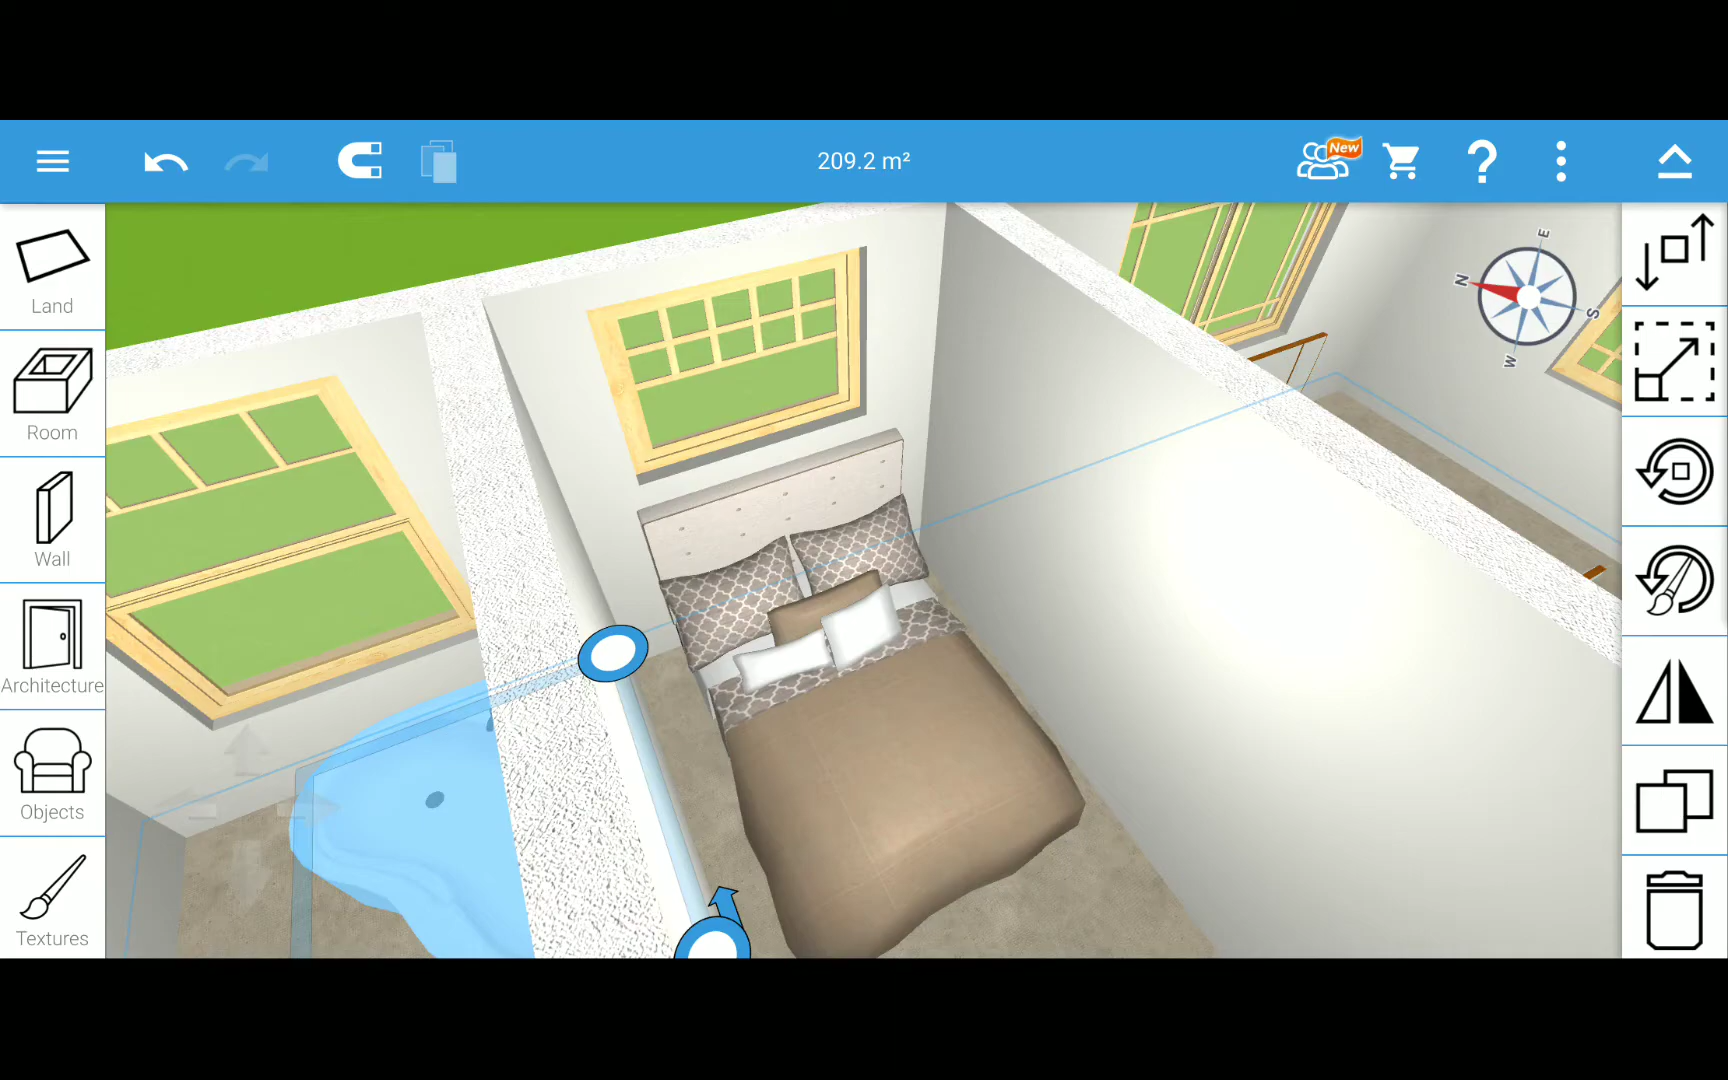 209.2 m²
New
Land
Room
Wall
Architecture
Objects
Textures
E
N
S
W